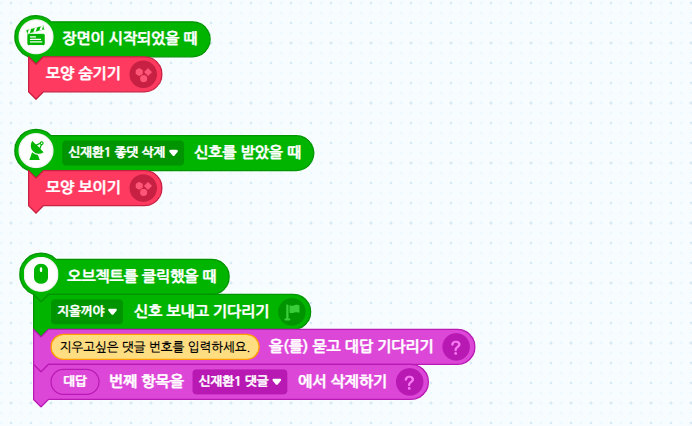 장면이 시작되었을 때
모양 숨기기
신재환1 좋댓 삭제 신호를 받았을 때
모양 보이기
오브젝트를 클릭했을 때
지울꺼야 신호 보내고 기다리기
지우고싶은 댓글 번호를 입력하세요. 을(를) 묻고 대답 기다리기 ?
대답 번째 항목을 신재환1 댓글 에서 삭제하기 ?